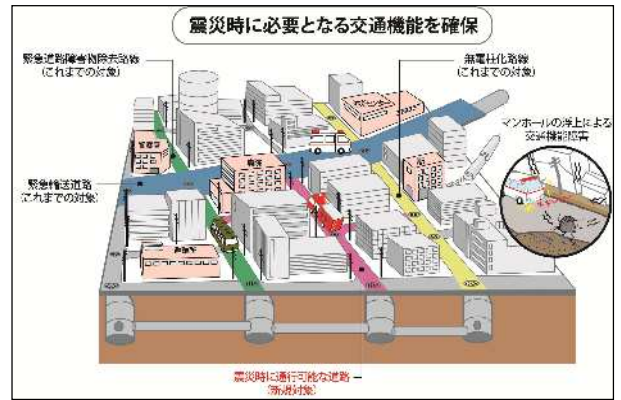 震災時に必要となる交通機能を確保
緊急道路障害物除去路線
(これまでの対象)
無電柱化路線
(これまでの対象)
マンホールの浮上による
交通機能障害
緊急輸送道路
(これまでの対象)
病院
震災時に通行可能な道路
(新規対象)